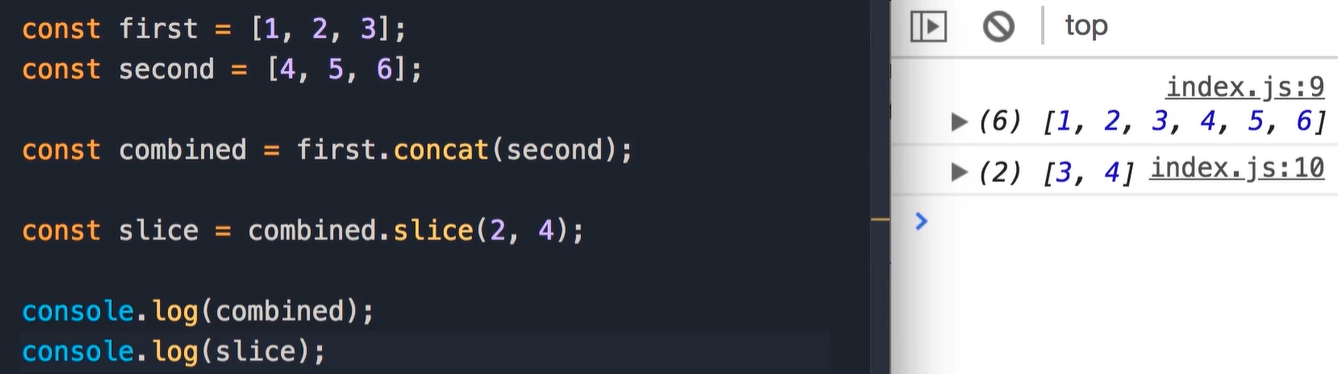 const first = [1, 2, 3];
const second = [4, 5, 6];
const combined = first.concat(second);
const slice = combined.slice(2, 4);
console.log(combined);
console.log(slice);
top
index.js:9
(6) [1, 2, 3, 4, 5, 6]
(2) [3, 4] index.js:10